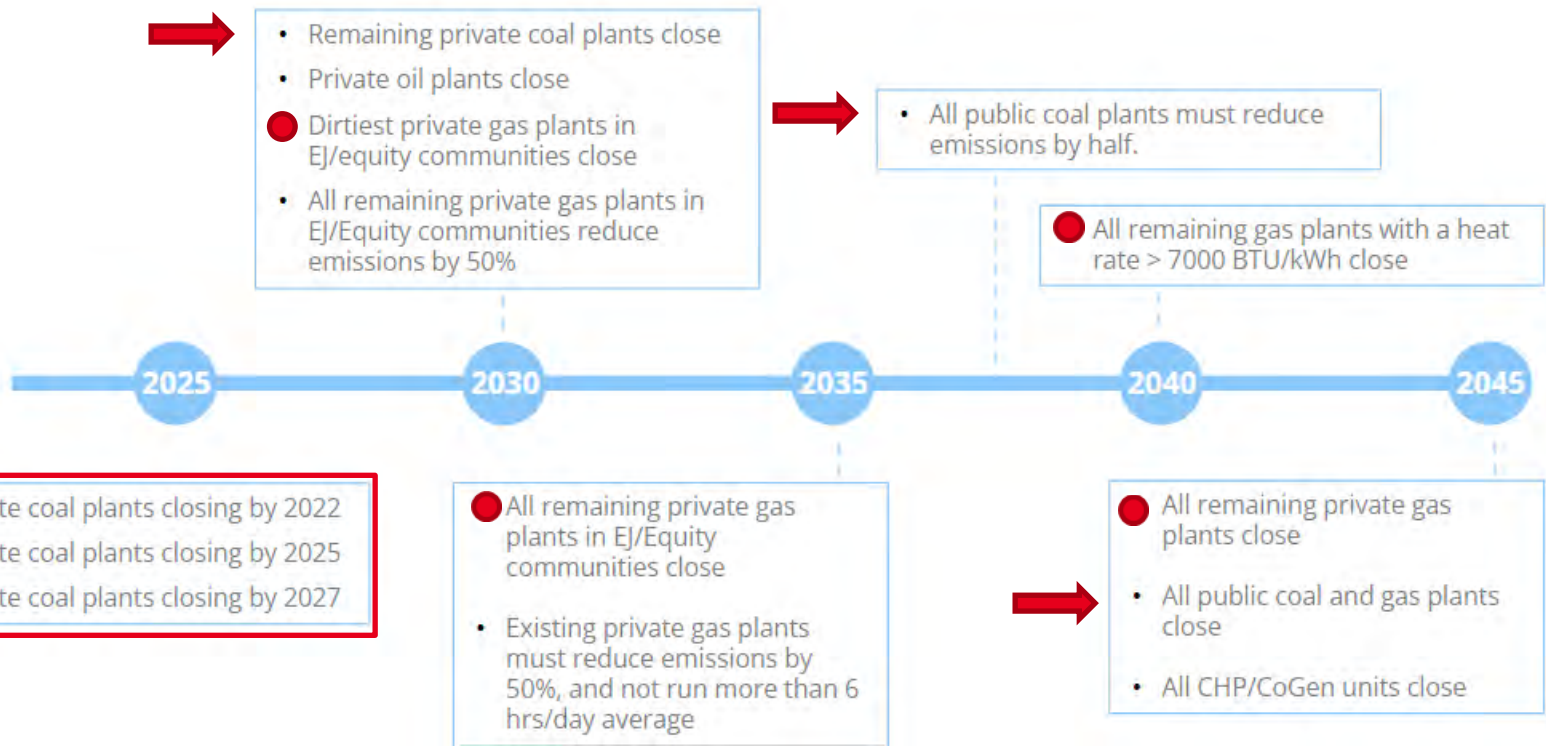 • Remaining private coal plants close
• Private oil plants close
Dirtiest private gas plants in
EJ/equity communities close
• All remaining private gas plants in
EJ/Equity communities reduce
emissions by 50%
• All public coal plants must reduce
emissions by half.
All remaining gas plants with a heat
rate > 7000 BTU/kWh close
2025
2030
2035
2040
2045
te coal plants closing by 2022
te coal plants closing by 2025
te coal plants closing by 2027
All remaining private gas
plants in EJ/Equity
communities close
• Existing private gas plants
must reduce emissions by
50%, and not run more than 6
hrs/day average
All remaining private gas
plants close
• All public coal and gas plants
close
• All CHP/CoGen units close